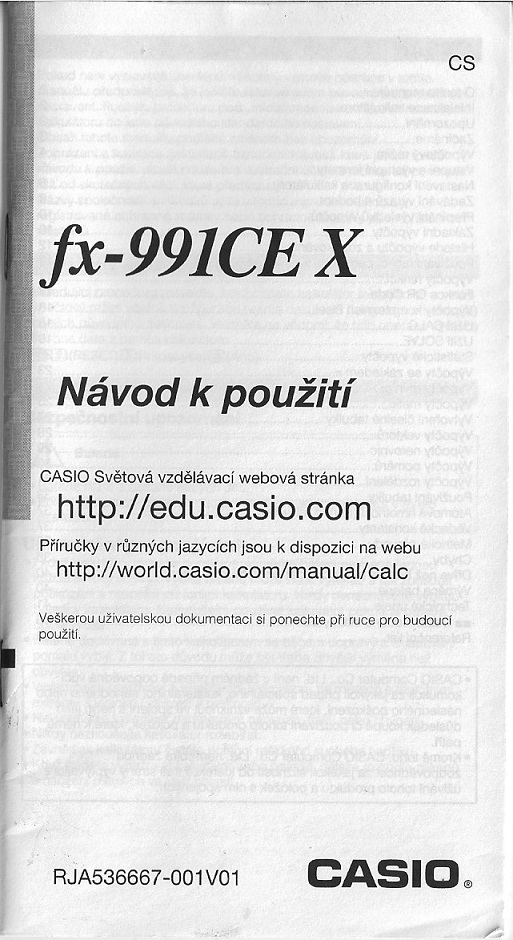 CS
fx-991CE X
Návod k použití
CASIO Světová vzdělávací webová stránka
http://edu.casio.com
Příručky v různých jazycích jsou k dispozici na webu
http://world.casio.com/manual/calc
Veškerou uživatelskou dokumentaci si ponechte při ruce pro budoucí
použití.
RJA536667-001V01
CASIO®